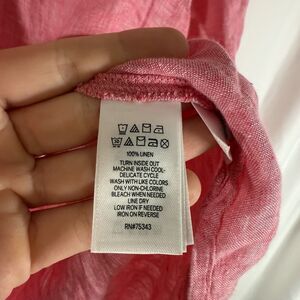 100% LINEN
TURN INSIDE OUT
MACHINE WASH COOL-
DELICATE CYCLE
WASH WITH LIKE COLORS
ONLY NON-CHLORINE
BLEACH WHEN NEEDED
LINE DRY
LOW IRON IF NEEDED
IRON ON REVERSE
RN#75343